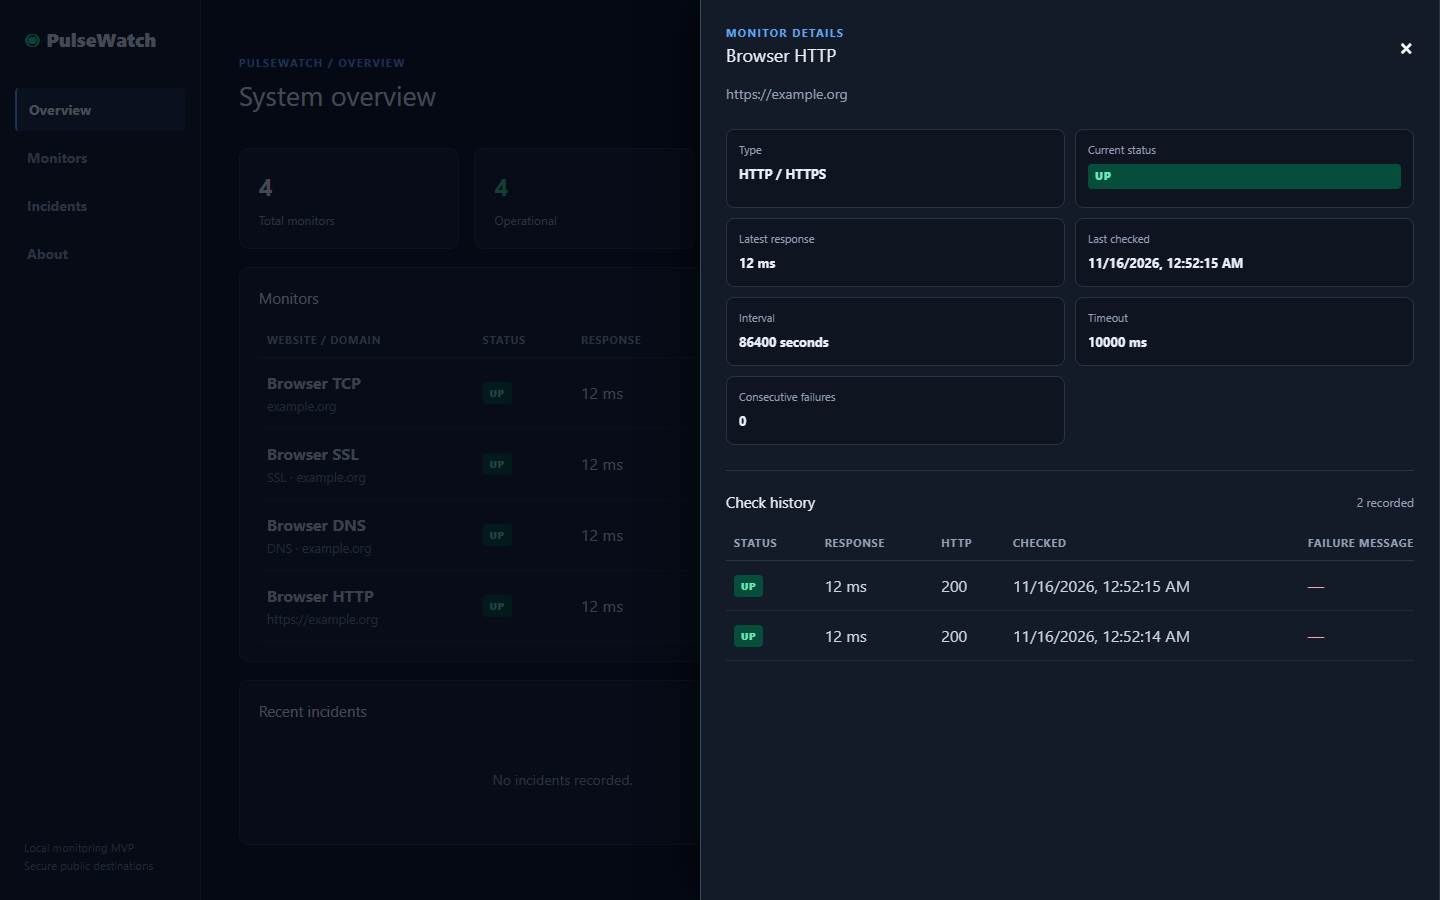 PulseWatch
Overview
Monitors
Incidents
About
Local monitoring MVP
Secure public destinations
PULSEWATCH / OVERVIEW
System overview
4
Total monitors
4
Operational
Monitors
WEBSITE / DOMAIN STATUS RESPONSE
Browser TCP
example.org
UP
12 ms
Browser SSL
SSL · example.org
UP
12 ms
Browser DNS
DNS · example.org
UP
12 ms
Browser HTTP
https://example.org
UP
12 ms
Recent incidents
No incidents recorded.
MONITOR DETAILS
Browser HTTP
×
https://example.org
Type
HTTP / HTTPS
Current status
UP
Latest response
12 ms
Last checked
11/16/2026, 12:52:15 AM
Interval
86400 seconds
Timeout
10000 ms
Consecutive failures
0
Check history 2 recorded
STATUS RESPONSE HTTP CHECKED FAILURE MESSAGE
UP 12 ms 200 11/16/2026, 12:52:15 AM —
UP 12 ms 200 11/16/2026, 12:52:14 AM —